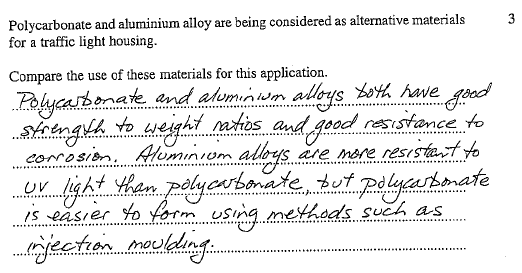 Polycarbonate and aluminium alloy are being considered as alternative materials 3
for a traffic light housing.
Compare the use of these materials for this application.
Polycarbonate and aluminium alloys both have good
strength to weight ratios and good resistance to
corrosion. Aluminium alloys are more resistant to
UV light than polycarbonate, but polycarbonate
is easier to form using methods such as
injection moulding.